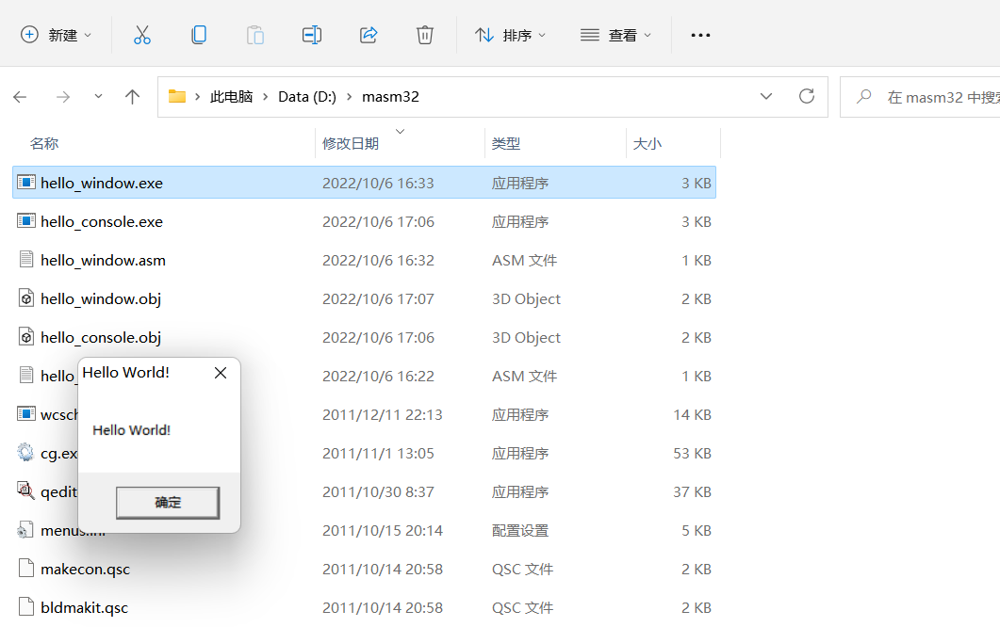 新建
排序
查看
此电脑 > Data (D:) > masm32
在 masm32 中搜
名称 修改日期 类型 大小
hello_window.exe 2022/10/6 16:33 应用程序 3 KB
hello_console.exe 2022/10/6 17:06 应用程序 3 KB
hello_window.asm 2022/10/6 16:32 ASM 文件 1 KB
hello_window.obj 2022/10/6 17:07 3D Object 2 KB
hello_console.obj 2022/10/6 17:06 3D Object 2 KB
hello_ 2022/10/6 16:22 ASM 文件 1 KB
wcsch 2011/12/11 22:13 应用程序 14 KB
cg.ex 2011/11/1 13:05 应用程序 53 KB
qedit 2011/10/30 8:37 应用程序 37 KB
menus.ini 2011/10/15 20:14 配置设置 5 KB
makecon.qsc 2011/10/14 20:58 QSC 文件 2 KB
bldmakit.qsc 2011/10/14 20:58 QSC 文件 2 KB
Hello World!
Hello World!
确定